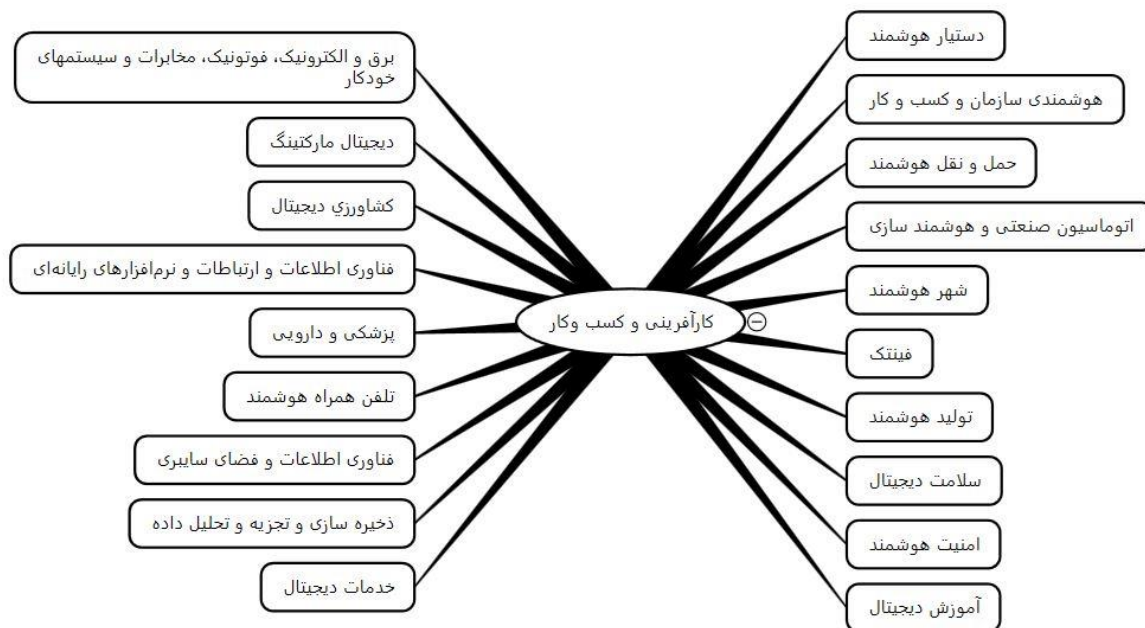 دستیار هوشمند
هوشمندی سازمان و کسب و کار
حمل و نقل هوشمند
اتوماسیون صنعتی و هوشمند سازی
شهر هوشمند
فینتک
تولید هوشمند
سلامت دیجیتال
امنیت هوشمند
آموزش دیجیتال
کارآفرینی و کسب وکار
برق و الکترونیک، فوتونیک، مخابرات و سیستمهای
خودکار
دیجیتال مارکتینگ
کشاورزي دیجیتال
فناوری اطلاعات و ارتباطات و نرم‌افزارهای رایانه‌ای
پزشکی و دارویی
تلفن همراه هوشمند
فناوری اطلاعات و فضای سایبری
ذخیره سازی و تجزیه و تحلیل داده
خدمات دیجیتال